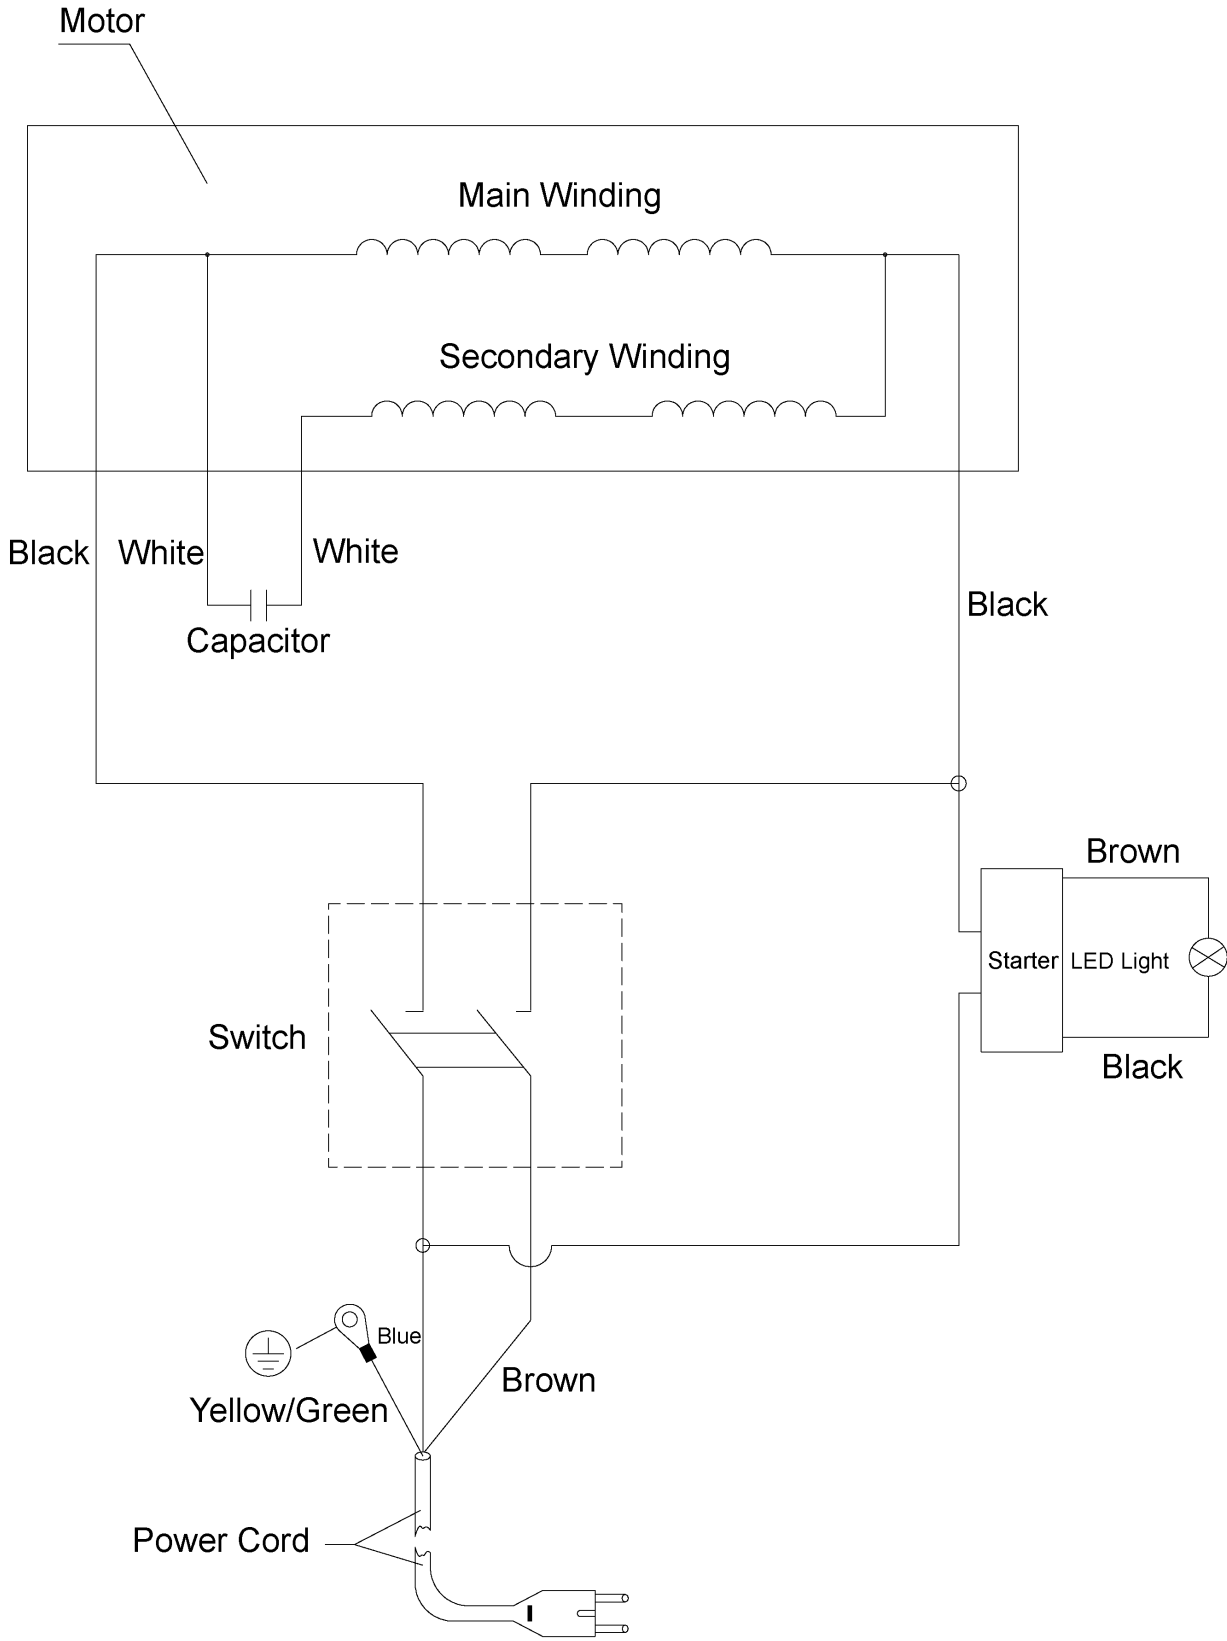 Motor
Main Winding
Secondary Winding
Black
White
White
Black
Capacitor
Brown
Starter
LED Light
Switch
Black
Blue
Brown
Yellow/Green
Power Cord